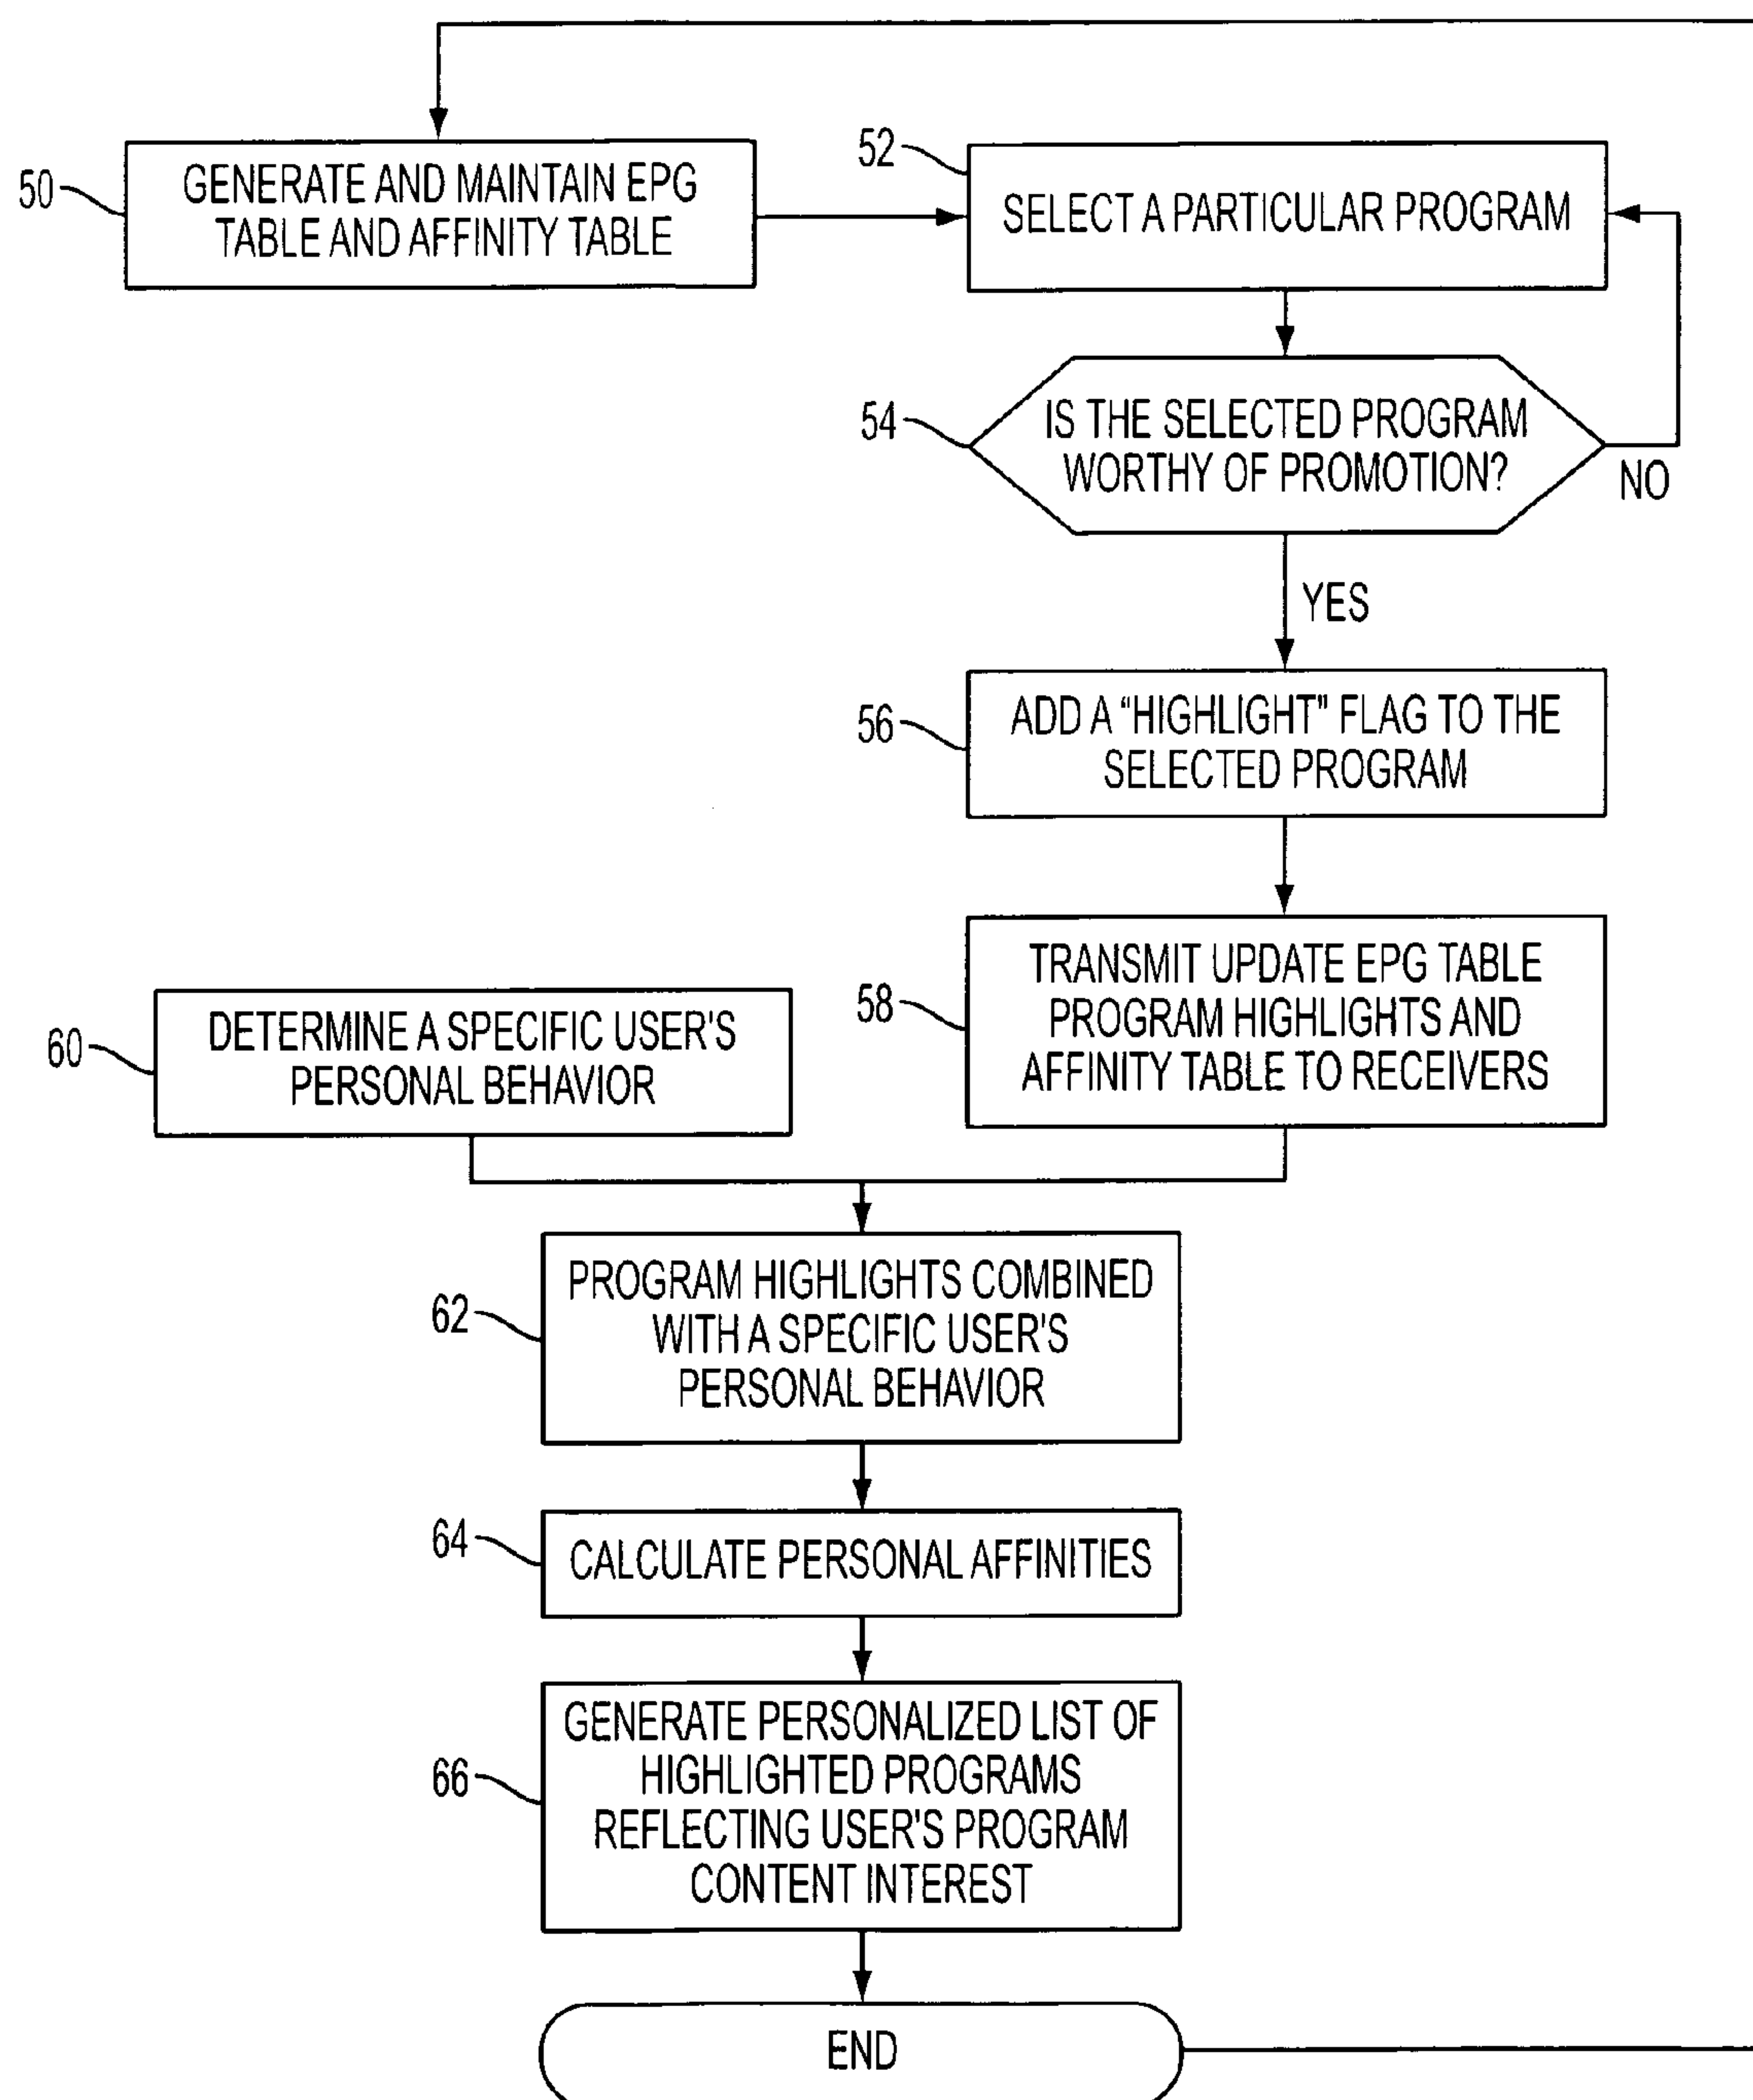 50
GENERATE AND MAINTAIN EPG
TABLE AND AFFINITY TABLE
52
SELECT A PARTICULAR PROGRAM
54
IS THE SELECTED PROGRAM
WORTHY OF PROMOTION?
NO
YES
56
ADD A “HIGHLIGHT” FLAG TO THE
SELECTED PROGRAM
58
TRANSMIT UPDATE EPG TABLE
PROGRAM HIGHLIGHTS AND
AFFINITY TABLE TO RECEIVERS
60
DETERMINE A SPECIFIC USER'S
PERSONAL BEHAVIOR
62
PROGRAM HIGHLIGHTS COMBINED
WITH A SPECIFIC USER'S
PERSONAL BEHAVIOR
64
CALCULATE PERSONAL AFFINITIES
66
GENERATE PERSONALIZED LIST OF
HIGHLIGHTED PROGRAMS
REFLECTING USER'S PROGRAM
CONTENT INTEREST
END